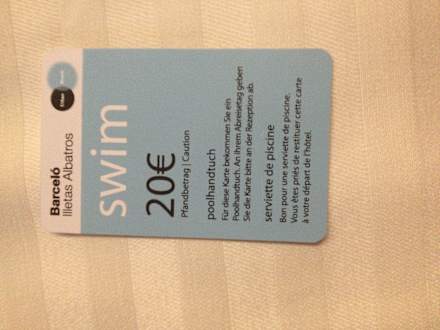 Barceló
Illetas Albatros
swim
20€
Pfandbetrag | Caution
poolhandtuch
Für diese Karte bekommen Sie ein
Poolhandtuch. An Ihrem Abreisetag geben
Sie die Karte bitte an der Rezeption ab.
serviette de piscine
Bon pour une serviette de piscine.
Vous êtes priés de restituer cette carte
à votre départ de l'hôtel.